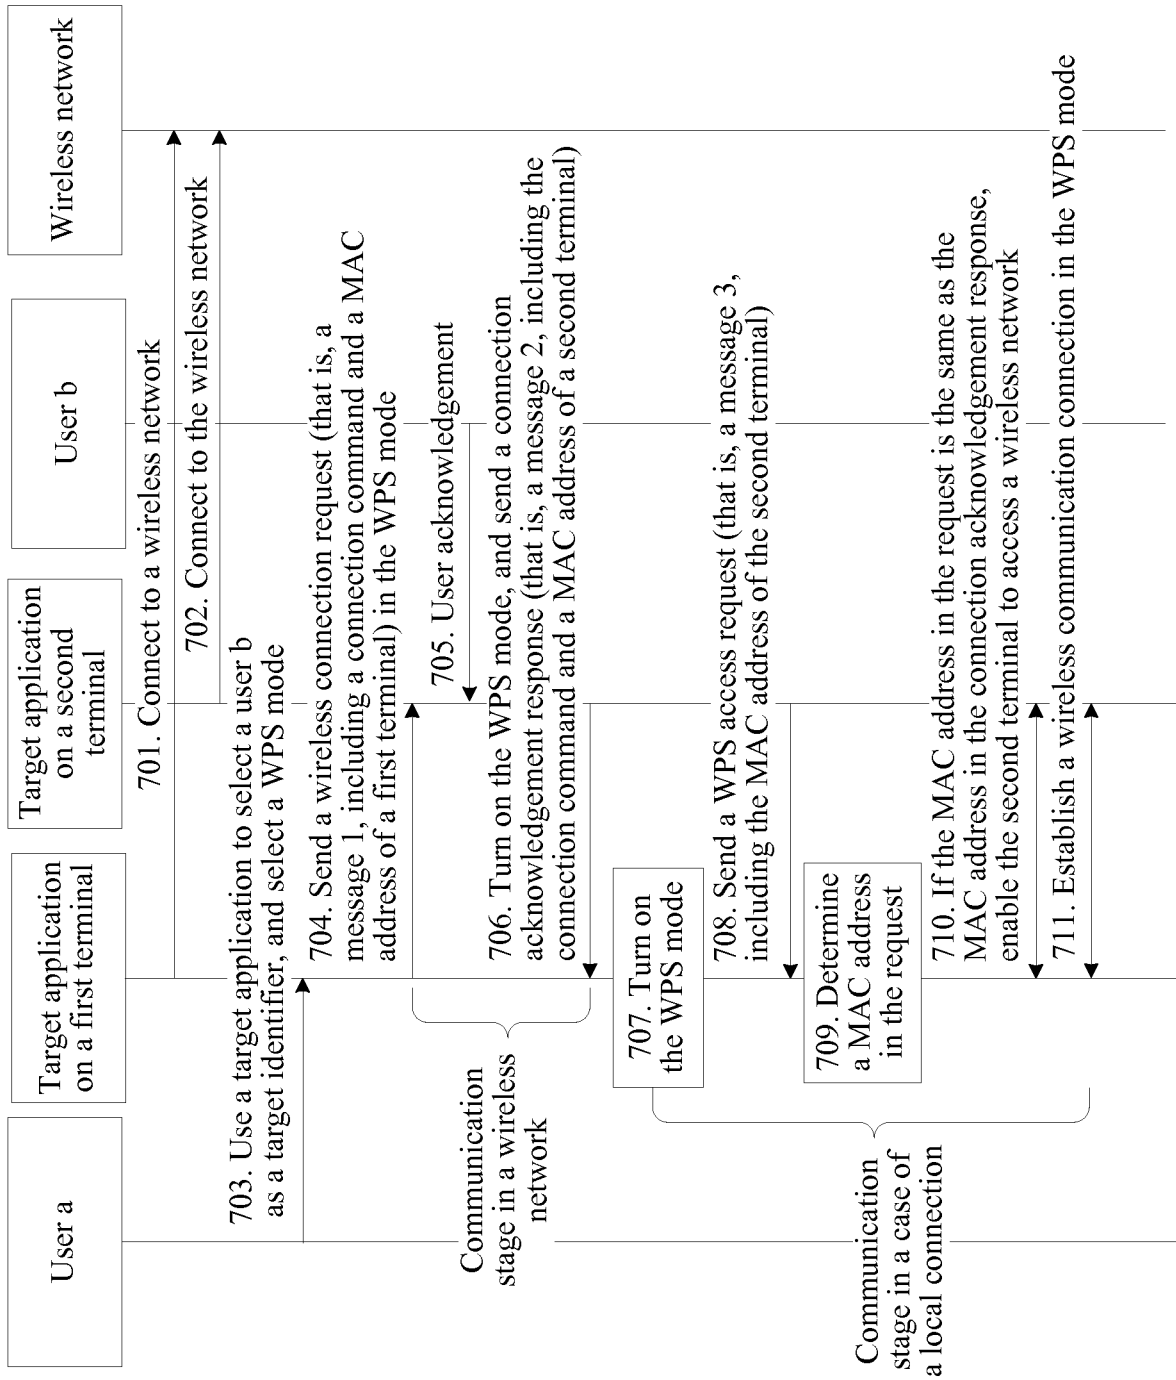 User a
Target application
on a first terminal
Target application
on a second
terminal
User b
Wireless network
701. Connect to a wireless network
702. Connect to the wireless network
703. Use a target application to select a user b
as a target identifier, and select a WPS mode
704. Send a wireless connection request (that is, a
message 1, including a connection command and a MAC
address of a first terminal) in the WPS mode
705. User acknowledgement
706. Turn on the WPS mode, and send a connection
acknowledgement response (that is, a message 2, including the
connection command and a MAC address of a second terminal)
Communication
stage in a wireless
network
707. Turn on
the WPS mode
708. Send a WPS access request (that is, a message 3,
including the MAC address of the second terminal)
709. Determine
a MAC address
in the request
710. If the MAC address in the request is the same as the
MAC address in the connection acknowledgement response,
enable the second terminal to access a wireless network
711. Establish a wireless communication connection in the WPS mode
Communication
stage in a case of
a local connection